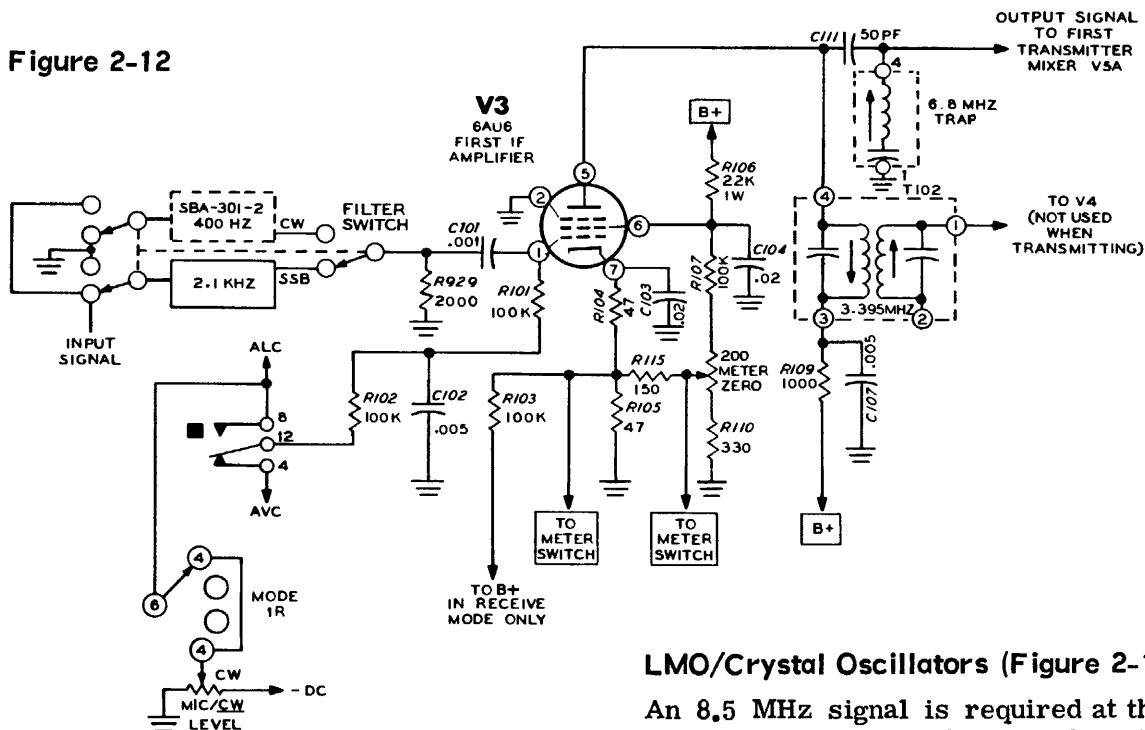 Figure 2-12
V3
6AU6
FIRST IF
AMPLIFIER
C111
50 PF
4
OUTPUT SIGNAL
TO FIRST
TRANSMITTER
MIXER V5A
6.8 MHZ
TRAP
1
T102
B+
R106
22K
1W
5
2
6
1
7
SBA-301-2
400 HZ
CW
FILTER
SWITCH
2.1 KHZ
SSB
INPUT
SIGNAL
C101
.001
R929
2000
R101
100K
R104
47
C103
.02
R107
100K
C104
.02
4
1
3.395MHZ
3
2
TO V4
(NOT USED
WHEN
TRANSMITTING)
ALC
8
12
4
AVC
R102
100K
C102
.005
R103
100K
R115
150
R105
47
200
METER
ZERO
R110
330
R109
1000
.005
C107
B+
TO
METER
SWITCH
TO
METER
SWITCH
TO B+
IN RECEIVE
MODE ONLY
4
6
MODE
1R
4
CW
- DC
MIC/CW
LEVEL
LMO/Crystal Oscillators (Figure 2-
An 8.5 MHz signal is required at th